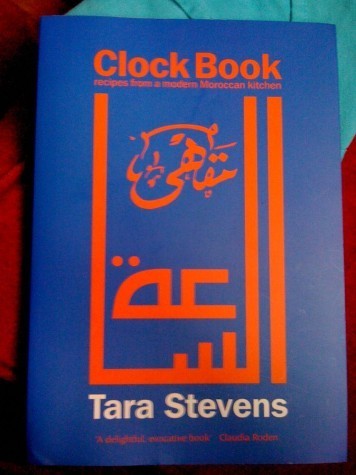 Clock Book
recipes from a modern Moroccan kitchen
مقهى
الساعة
Tara Stevens
'A delightful, evocative book' Claudia Roden